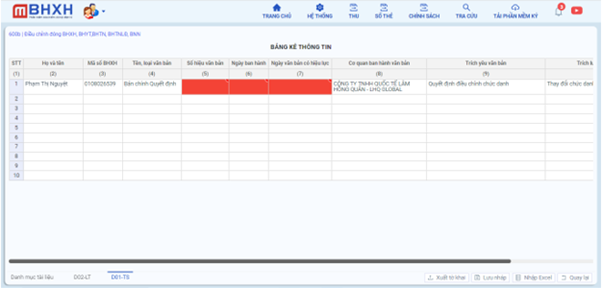 mBHXH
TRANG CHỦ
HỆ THỐNG
THU
SỔ THẺ
CHÍNH SÁCH
TRA CỨU
TẢI PHẦN MỀM KÝ
600b | Điều chỉnh đóng BHXH, BHYT,BHTN, BHTNLĐ, BNN
BẢNG KÊ THÔNG TIN
STT Họ và tên Mã số BHXH Tên, loại văn bản Số hiệu văn bản Ngày ban hành Ngày văn bản có hiệu lực Cơ quan ban hành văn bản Trích yếu văn bản Trích
(1) (2) (3) (4) (5) (6) (7) (8) (9)
1 Phạm Thị Nguyệt 0108026539 Bản chính Quyết định CÔNG TY TNHH QUỐC TẾ LÂM HỒNG QUÂN - LHQ GLOBAL Quyết định điều chỉnh chức danh Thay đổi chức danh
2
3
4
5
6
7
8
9
10
Danh mục tài liệu D02-LT D01-TS Xuất tờ khai Lưu nháp Nhập Excel Quay lại